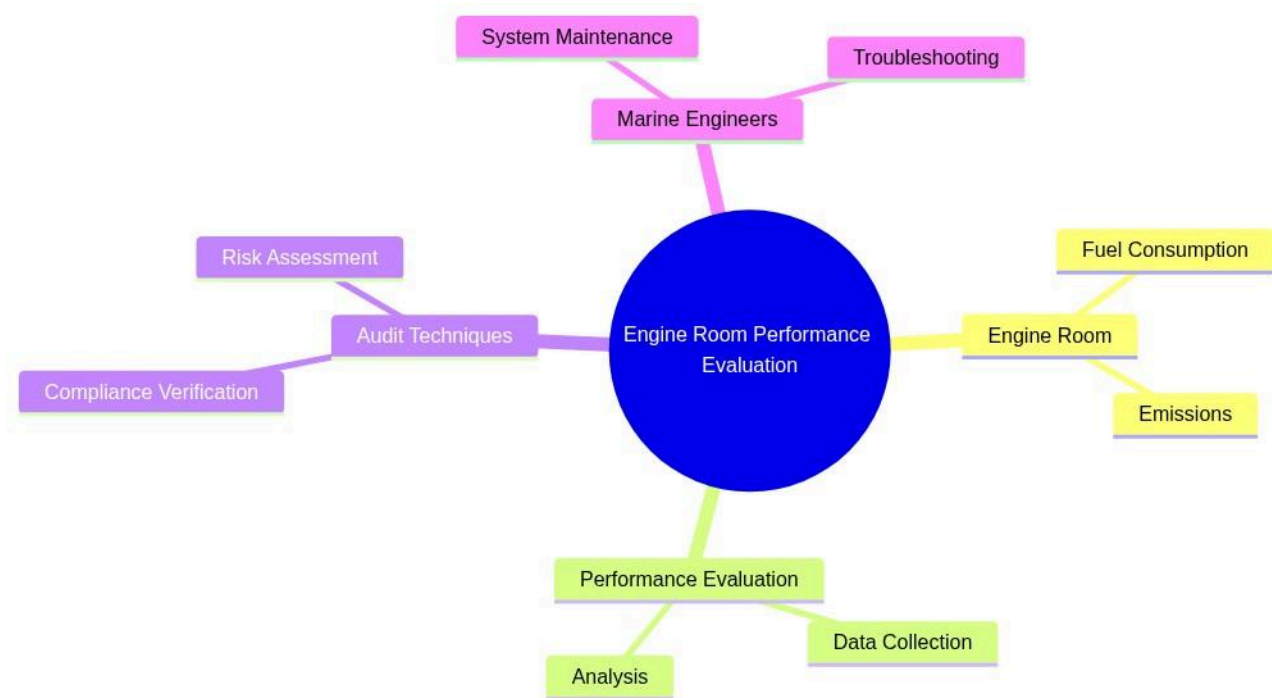 System Maintenance
Troubleshooting
Marine Engineers
Risk Assessment
Fuel Consumption
Audit Techniques
Engine Room Performance
Evaluation
Engine Room
Compliance Verification
Emissions
Performance Evaluation
Data Collection
Analysis